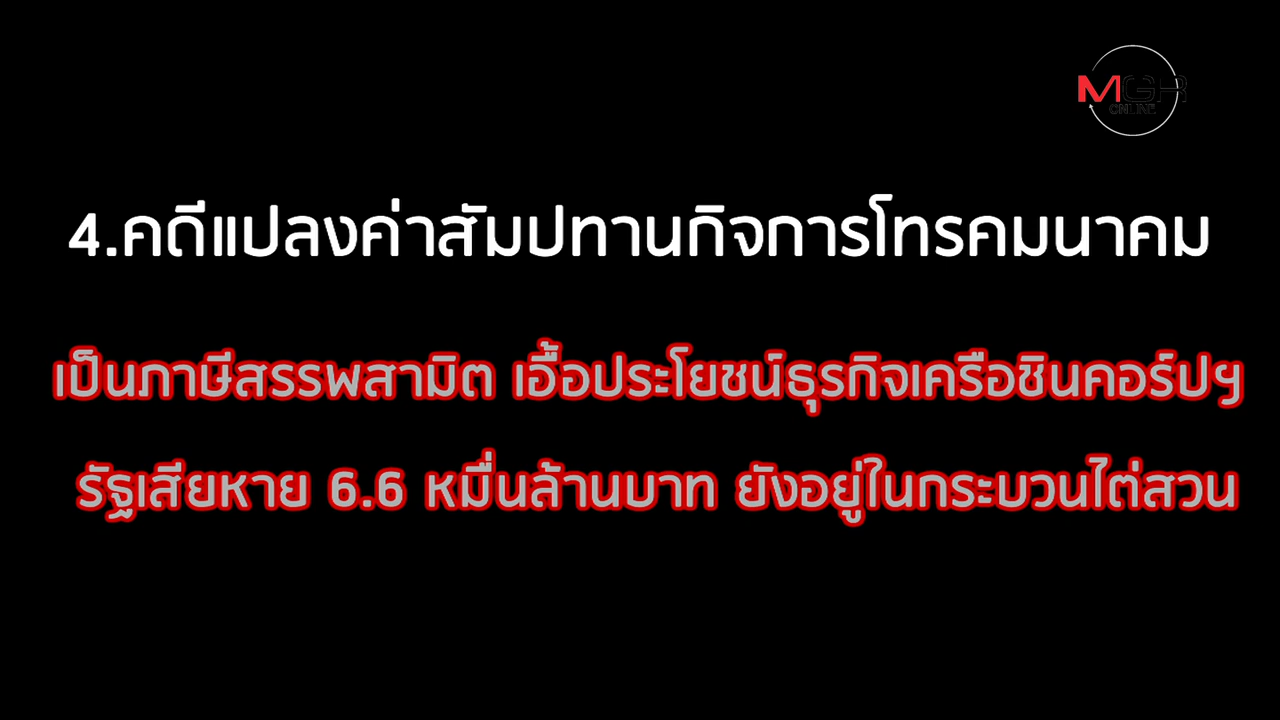 MGR
ONLINE
4.คดีแปลงค่าสัมปทานกิจการโทรคมนาคม
เป็นภาษีสรรพสามิต เอื้อประโยชน์ธุรกิจเครือชินคอร์ปฯ
รัฐเสียหาย 6.6 หมื่นล้านบาท ยังอยู่ในกระบวนไต่สวน